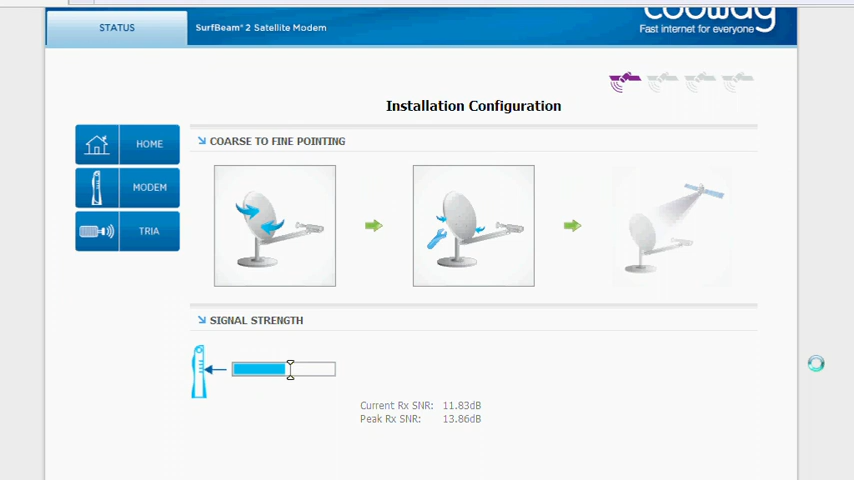 cooway
Fast internet for everyone
STATUS
SurfBeam 2 Satellite Modem
Installation Configuration
HOME
MODEM
TRIA
COARSE TO FINE POINTING
SIGNAL STRENGTH
Current Rx SNR: 11.83dB
Peak Rx SNR: 13.86dB